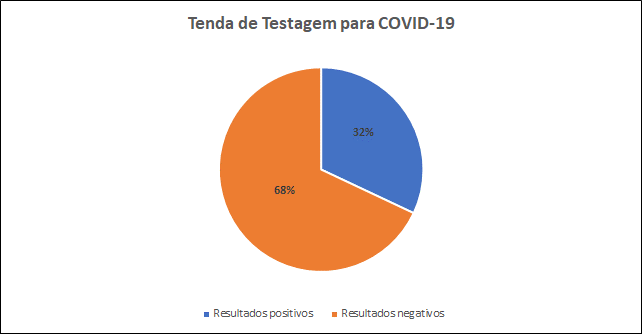 Tenda de Testagem para COVID-19
32%
68%
Resultados positivos
Resultados negativos